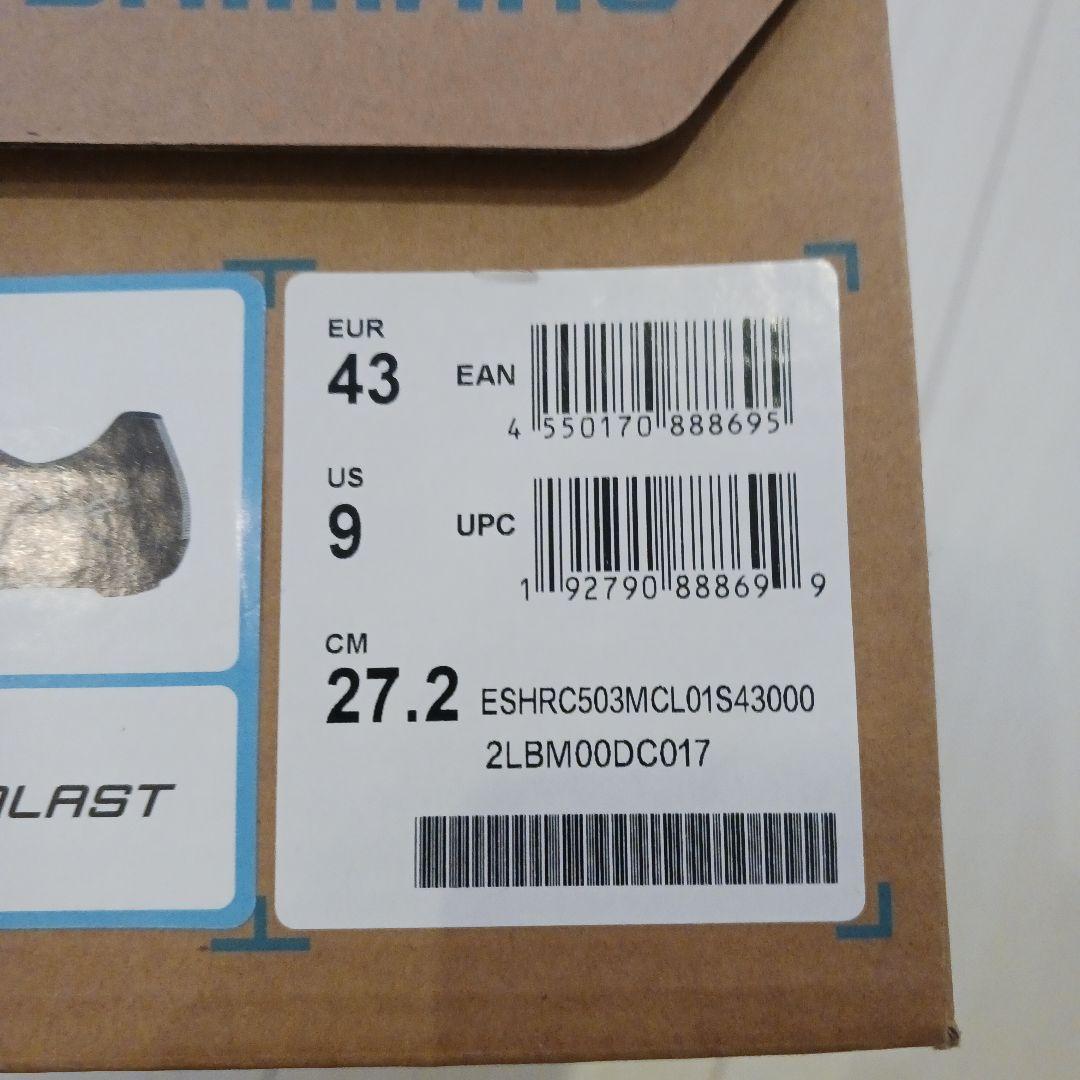 EUR
43
EAN
4 550170 888695
US
9
UPC
1 92790 88869 9
CM
27.2
ESHRC503MCL01S43000
2LBM00DC017